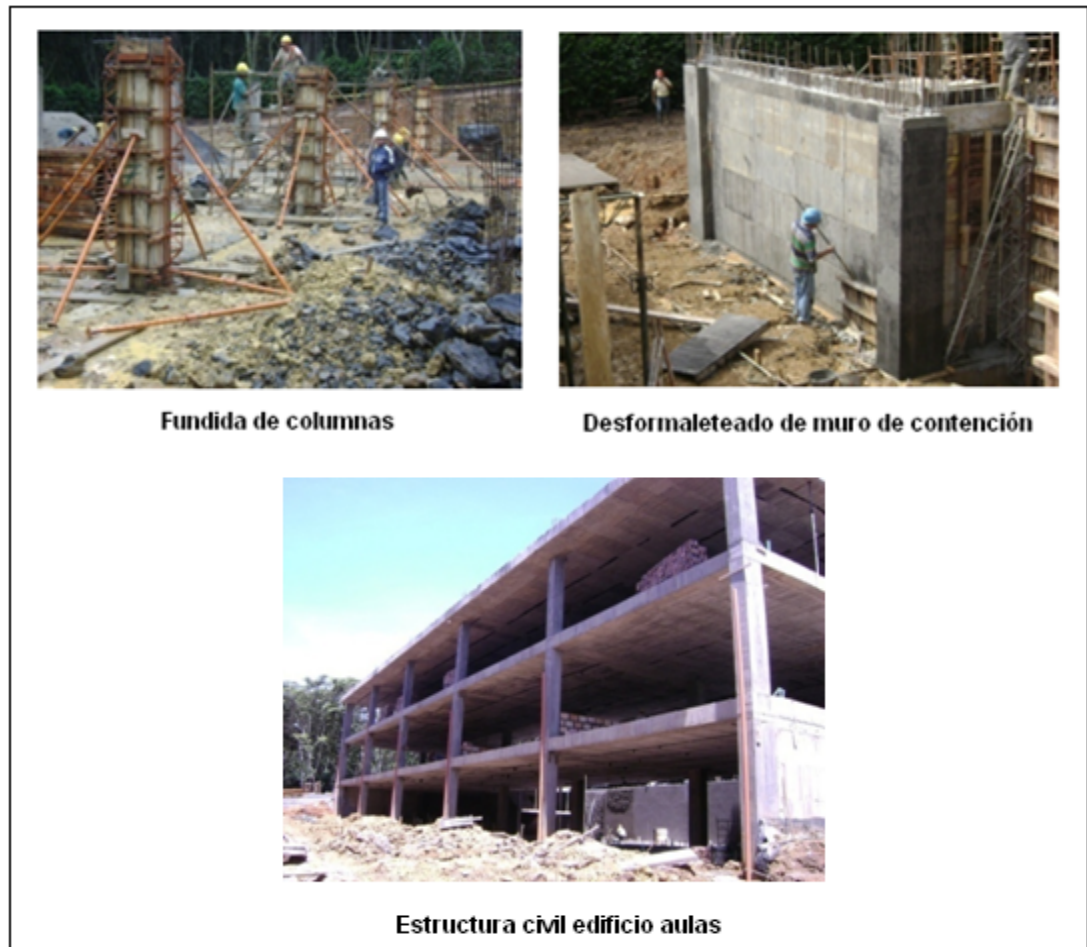 Fundida de columnas
Desformaleteado de muro de contención
Estructura civil edificio aulas